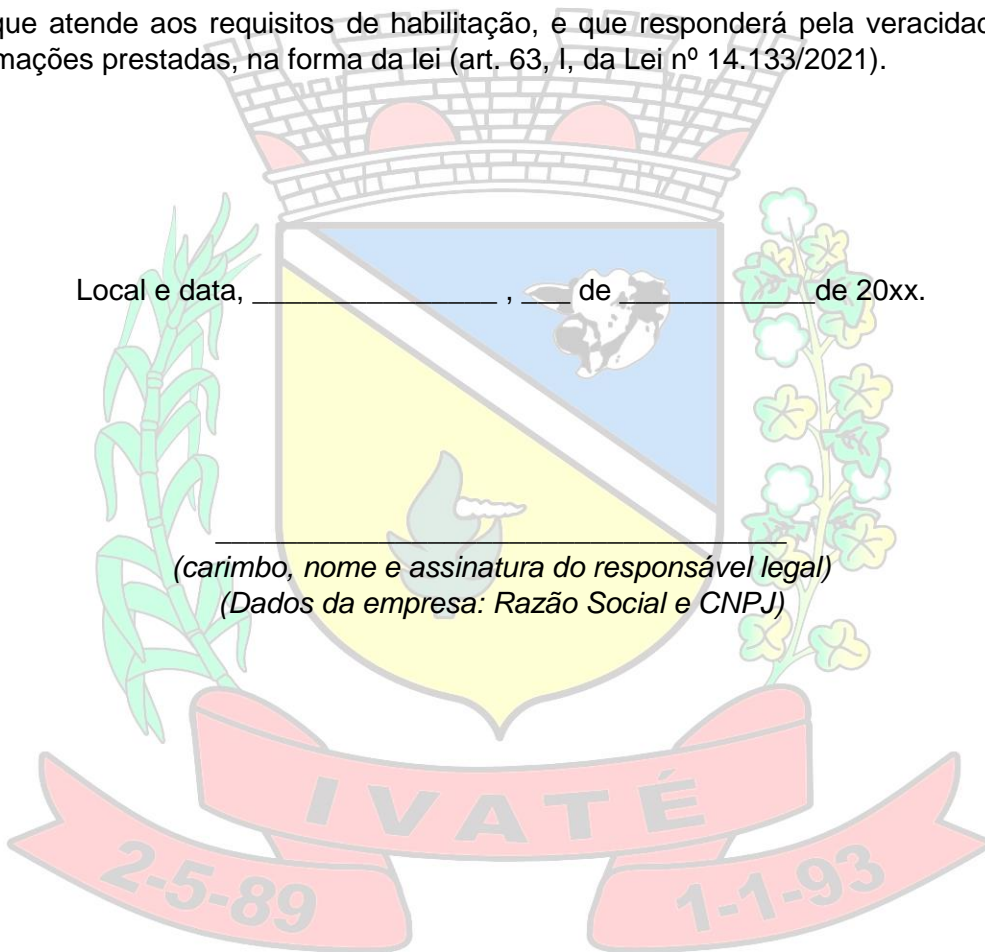 que atende aos requisitos de habilitação, e que responderá pela
mações prestadas, na forma da lei (art. 63, I, da Lei nº 14.133/2021).
Local e data, _______________ , ___ de ____________de 20xx.
___________________________________
(carimbo, nome e assinatura do responsável legal)
(Dados da empresa: Razão Social e CNPJ)
IVATÉ
2-5-89
1-1-93